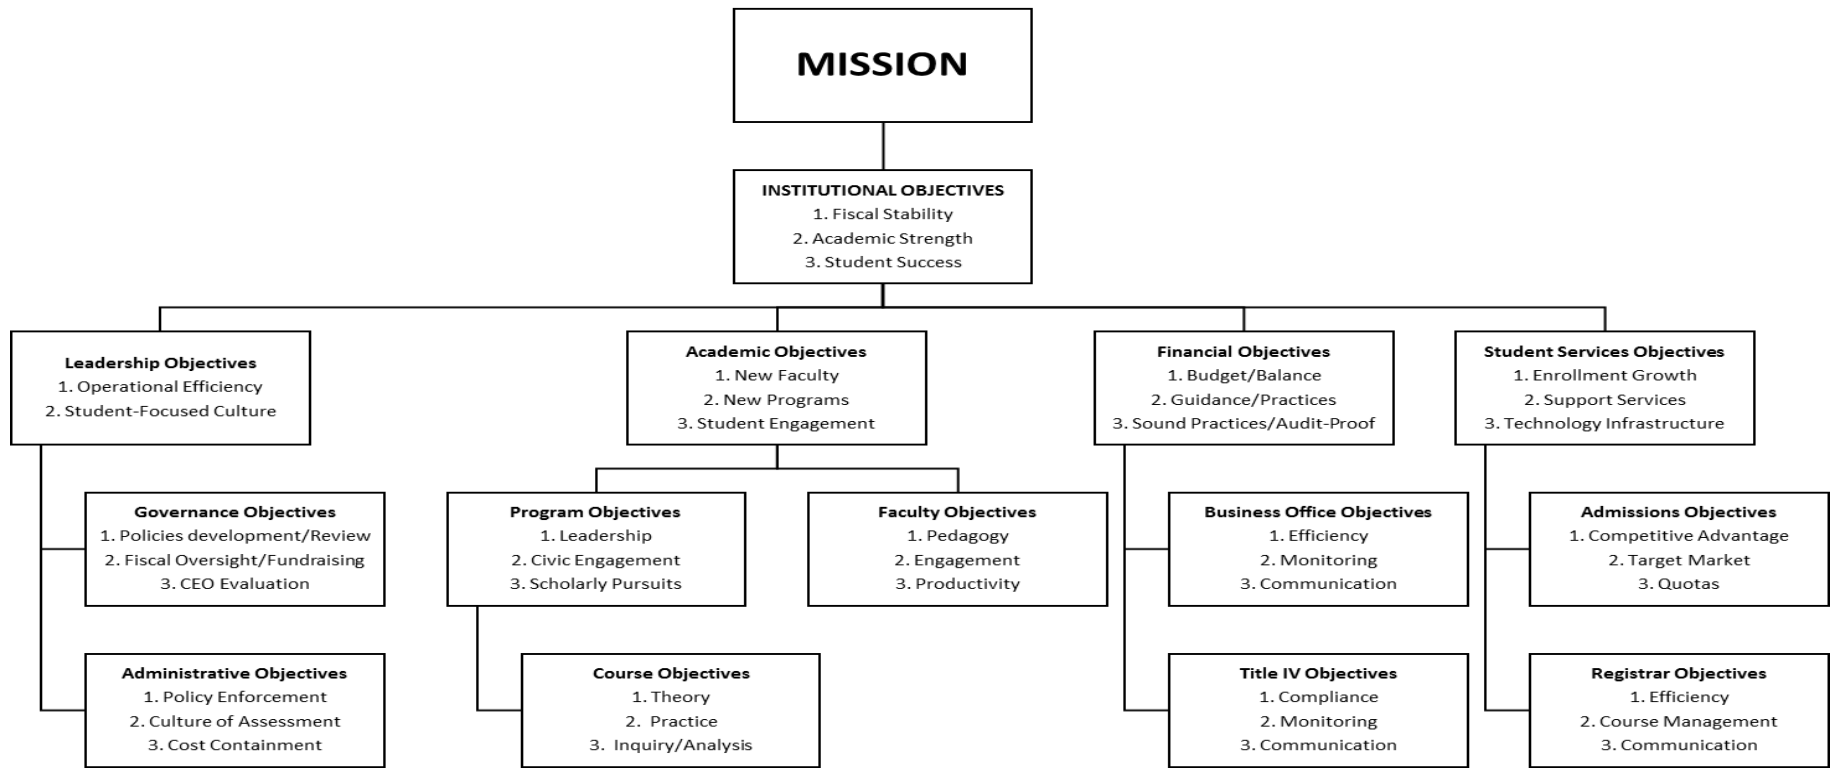 MISSION
INSTITUTIONAL OBJECTIVES
1. Fiscal Stability
2. Academic Strength
3. Student Success
Leadership Objectives
1. Operational Efficiency
2. Student-Focused Culture
Academic Objectives
1. New Faculty
2. New Programs
3. Student Engagement
Financial Objectives
1. Budget/Balance
2. Guidance/Practices
3. Sound Practices/Audit-Proof
Student Services Objectives
1. Enrollment Growth
2. Support Services
3. Technology Infrastructure
Governance Objectives
1. Policies development/Review
2. Fiscal Oversight/Fundraising
3. CEO Evaluation
Program Objectives
1. Leadership
2. Civic Engagement
3. Scholarly Pursuits
Faculty Objectives
1. Pedagogy
2. Engagement
3. Productivity
Business Office Objectives
1. Efficiency
2. Monitoring
3. Communication
Admissions Objectives
1. Competitive Advantage
2. Target Market
3. Quotas
Administrative Objectives
1. Policy Enforcement
2. Culture of Assessment
3. Cost Containment
Course Objectives
1. Theory
2. Practice
3. Inquiry/Analysis
Title IV Objectives
1. Compliance
2. Monitoring
3. Communication
Registrar Objectives
1. Efficiency
2. Course Management
3. Communication